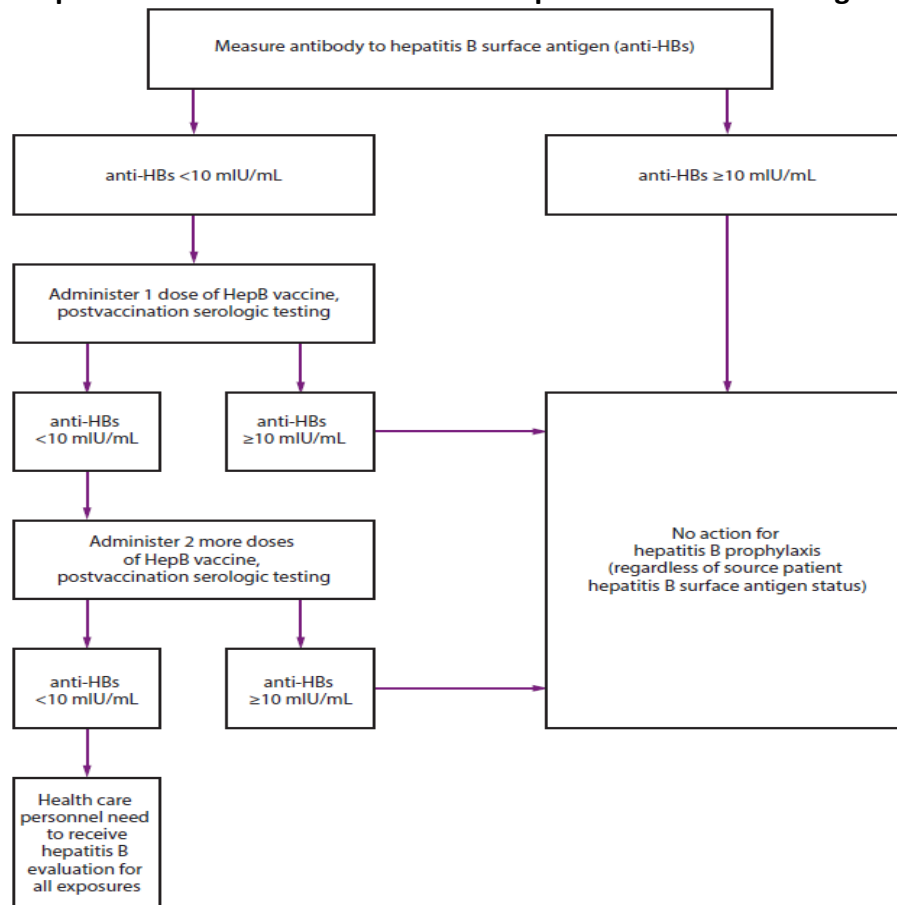 Measure antibody to hepatitis B surface antigen (anti-HBs)
anti-HBs <10 mIU/mL
anti-HBs ≥10 mIU/mL
Administer 1 dose of HepB vaccine,
postvaccination serologic testing
anti-HBs
<10 mIU/mL
anti-HBs
≥10 mIU/mL
No action for
hepatitis B prophylaxis
(regardless of source patient
hepatitis B surface antigen status)
Administer 2 more doses
of HepB vaccine,
postvaccination serologic testing
anti-HBs
<10 mIU/mL
anti-HBs
≥10 mIU/mL
Health care
personnel need
to receive
hepatitis B
evaluation for
all exposures